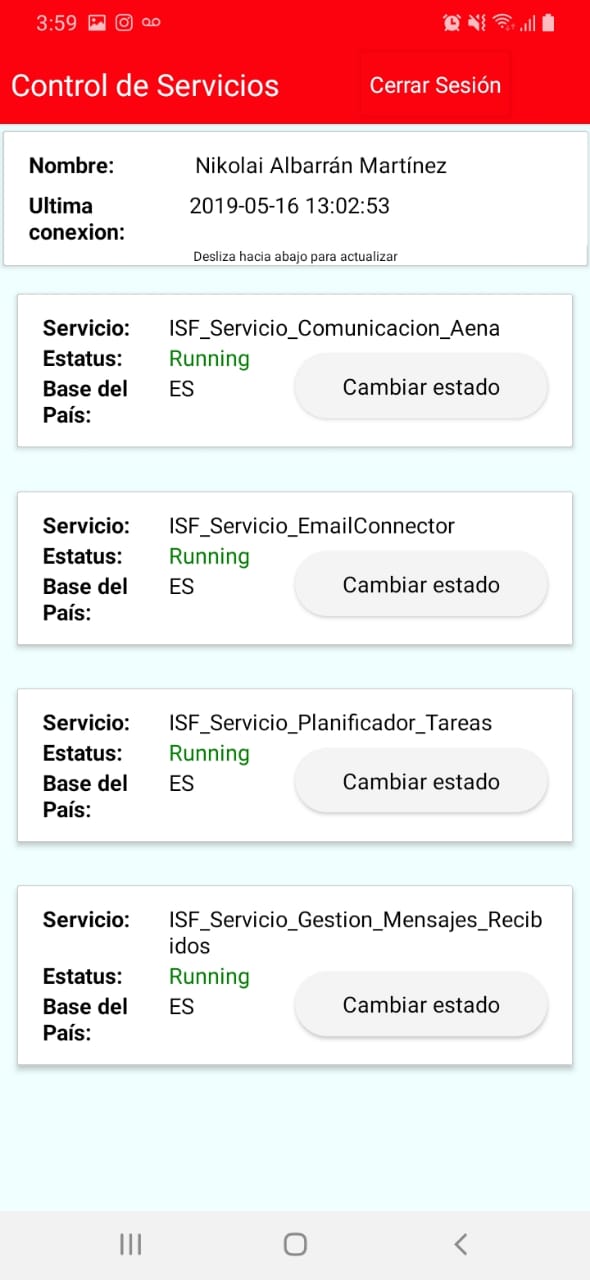 3:59
Control de Servicios
Cerrar Sesión
Nombre: Nikolai Albarrán Martínez
Ultima 2019-05-16 13:02:53
conexion:
Desliza hacia abajo para actualizar
Servicio: ISF_Servicio_Comunicacion_Aena
Estatus: Running
Base del ES
País:
Cambiar estado
Servicio: ISF_Servicio_EmailConnector
Estatus: Running
Base del ES
País:
Cambiar estado
Servicio: ISF_Servicio_Planificador_Tareas
Estatus: Running
Base del ES
País:
Cambiar estado
Servicio: ISF_Servicio_Gestion_Mensajes_Recib
idos
Estatus: Running
Base del ES
País:
Cambiar estado